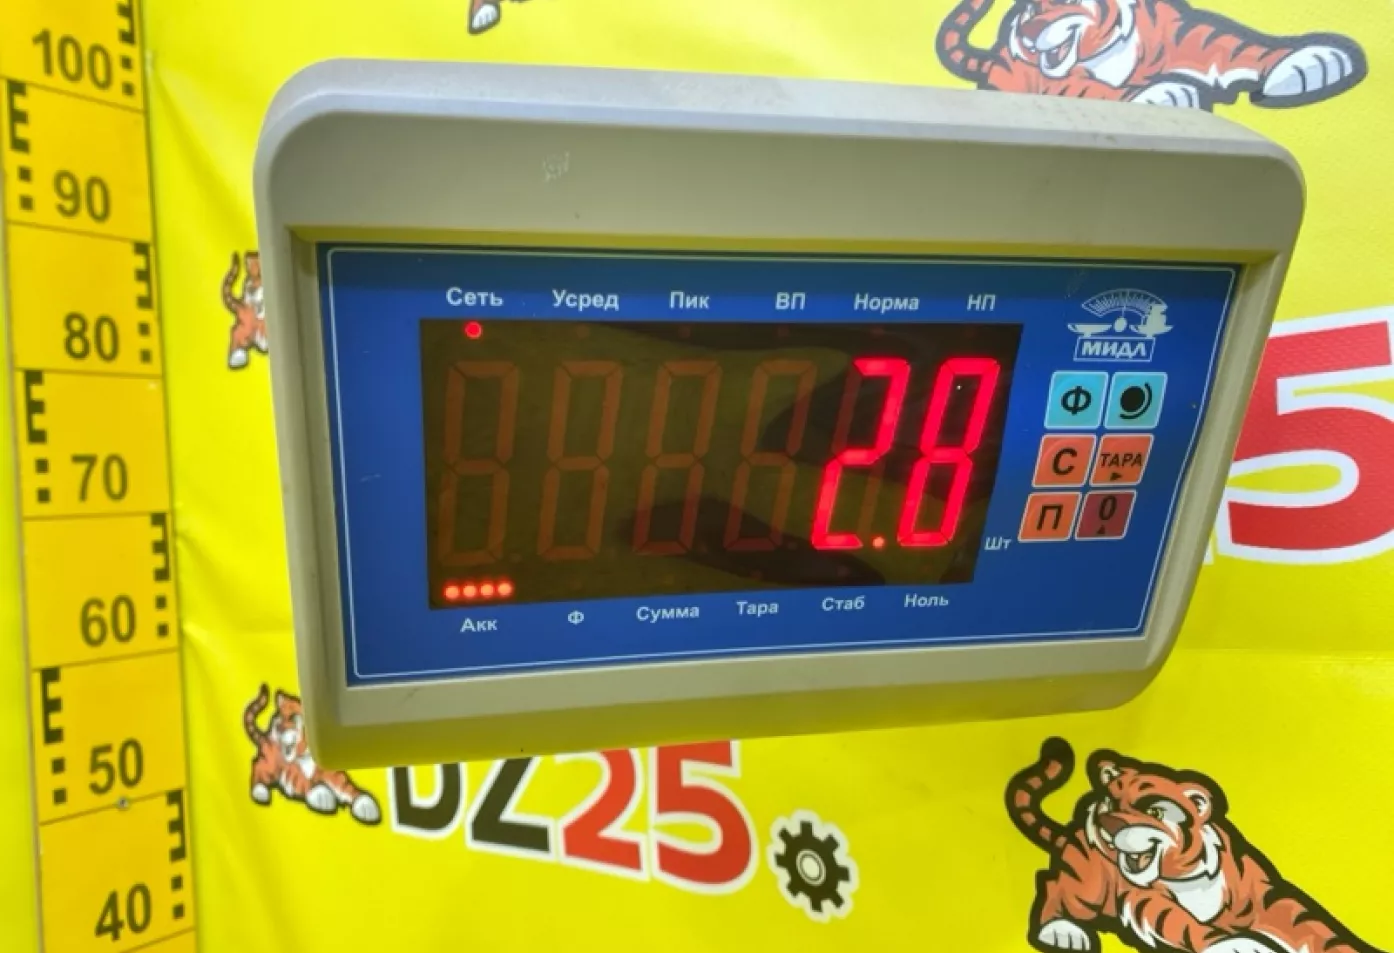 100
90
80
70
60
50
40
Сеть Усред Пик ВП Норма НП
2.8
Шт
Акк Ф Сумма Тара Стаб Ноль
МИДЛ
Ф
С ТАРА
П 0
DZ25
5